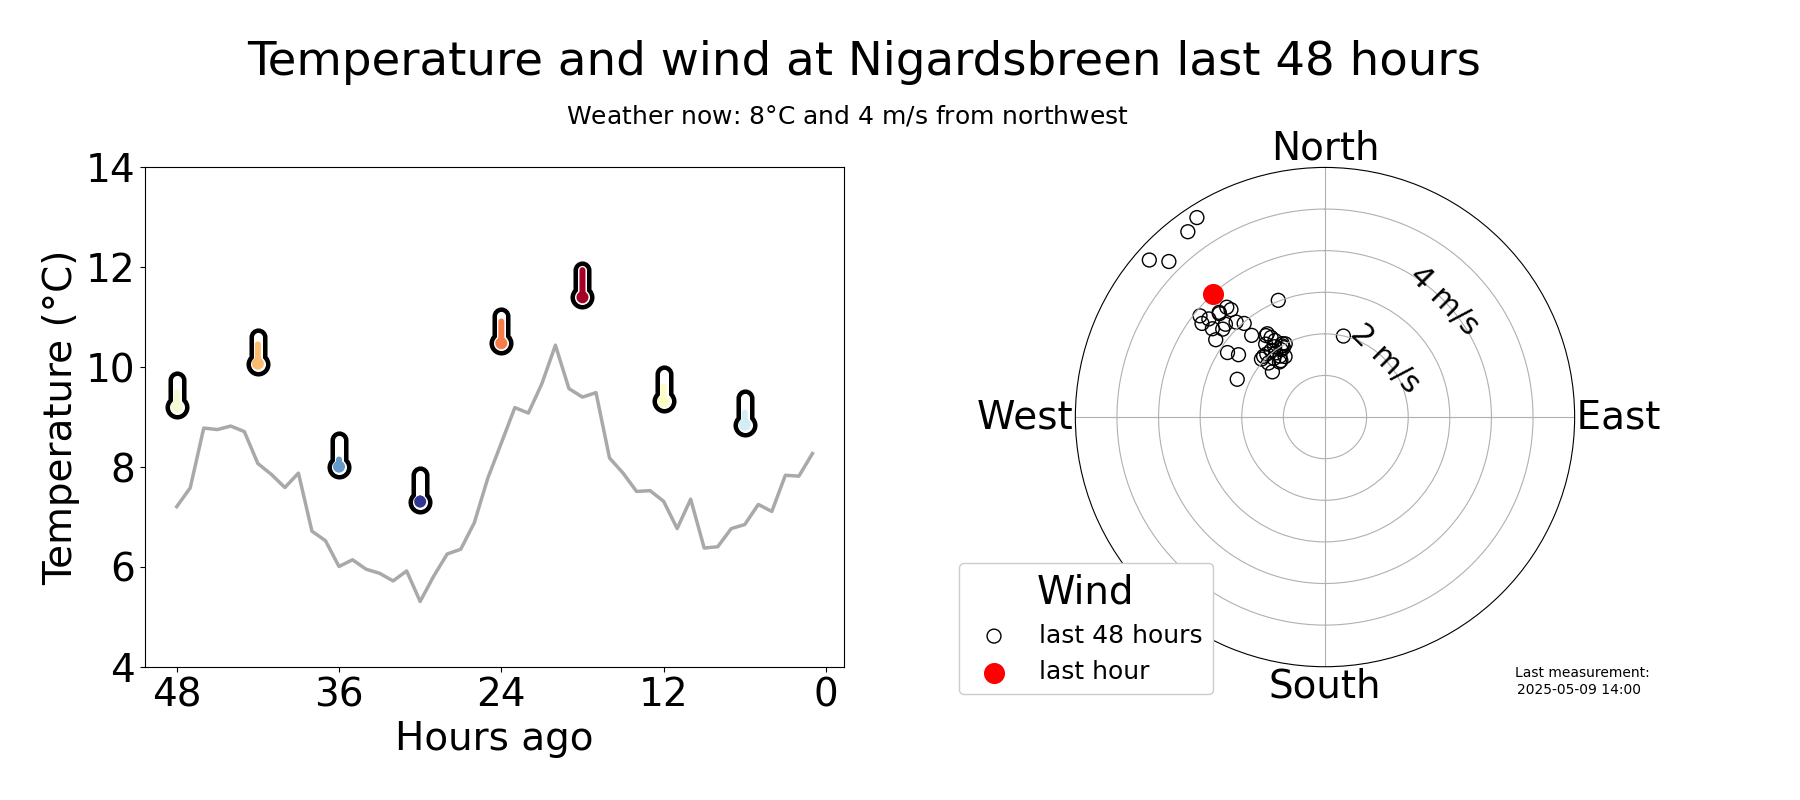 Temperature and wind at Nigardsbreen last 48 hours
Weather now: 8°C and 4 m/s from northwest
Temperature (°C)
14
12
10
8
6
4
48 36 24 12 0
Hours ago
North
West
East
South
4 m/s
2 m/s
Wind
last 48 hours
last hour
Last measurement:
2025-05-09 14:00